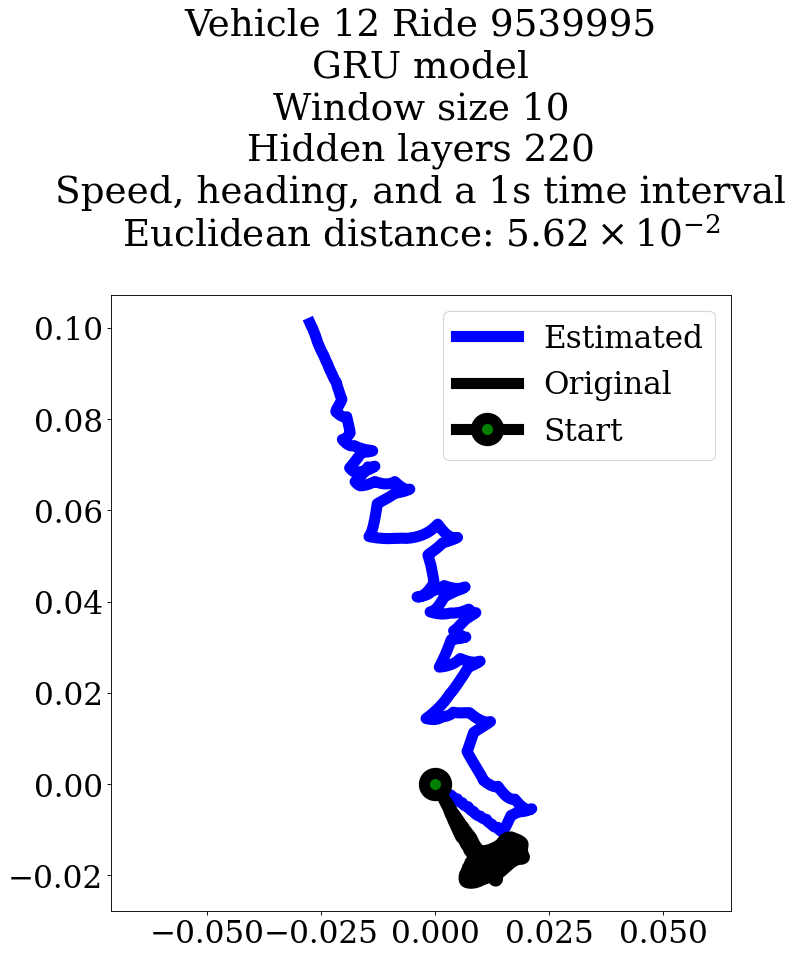 Vehicle 12 Ride 9539995
GRU model
Window size 10
Hidden layers 220
Speed, heading, and a 1s time interval
Euclidean distance: 5.62 × 10⁻²
Estimated
Original
Start
0.10
0.08
0.06
0.04
0.02
0.00
−0.02
−0.050 −0.025 0.000 0.025 0.050